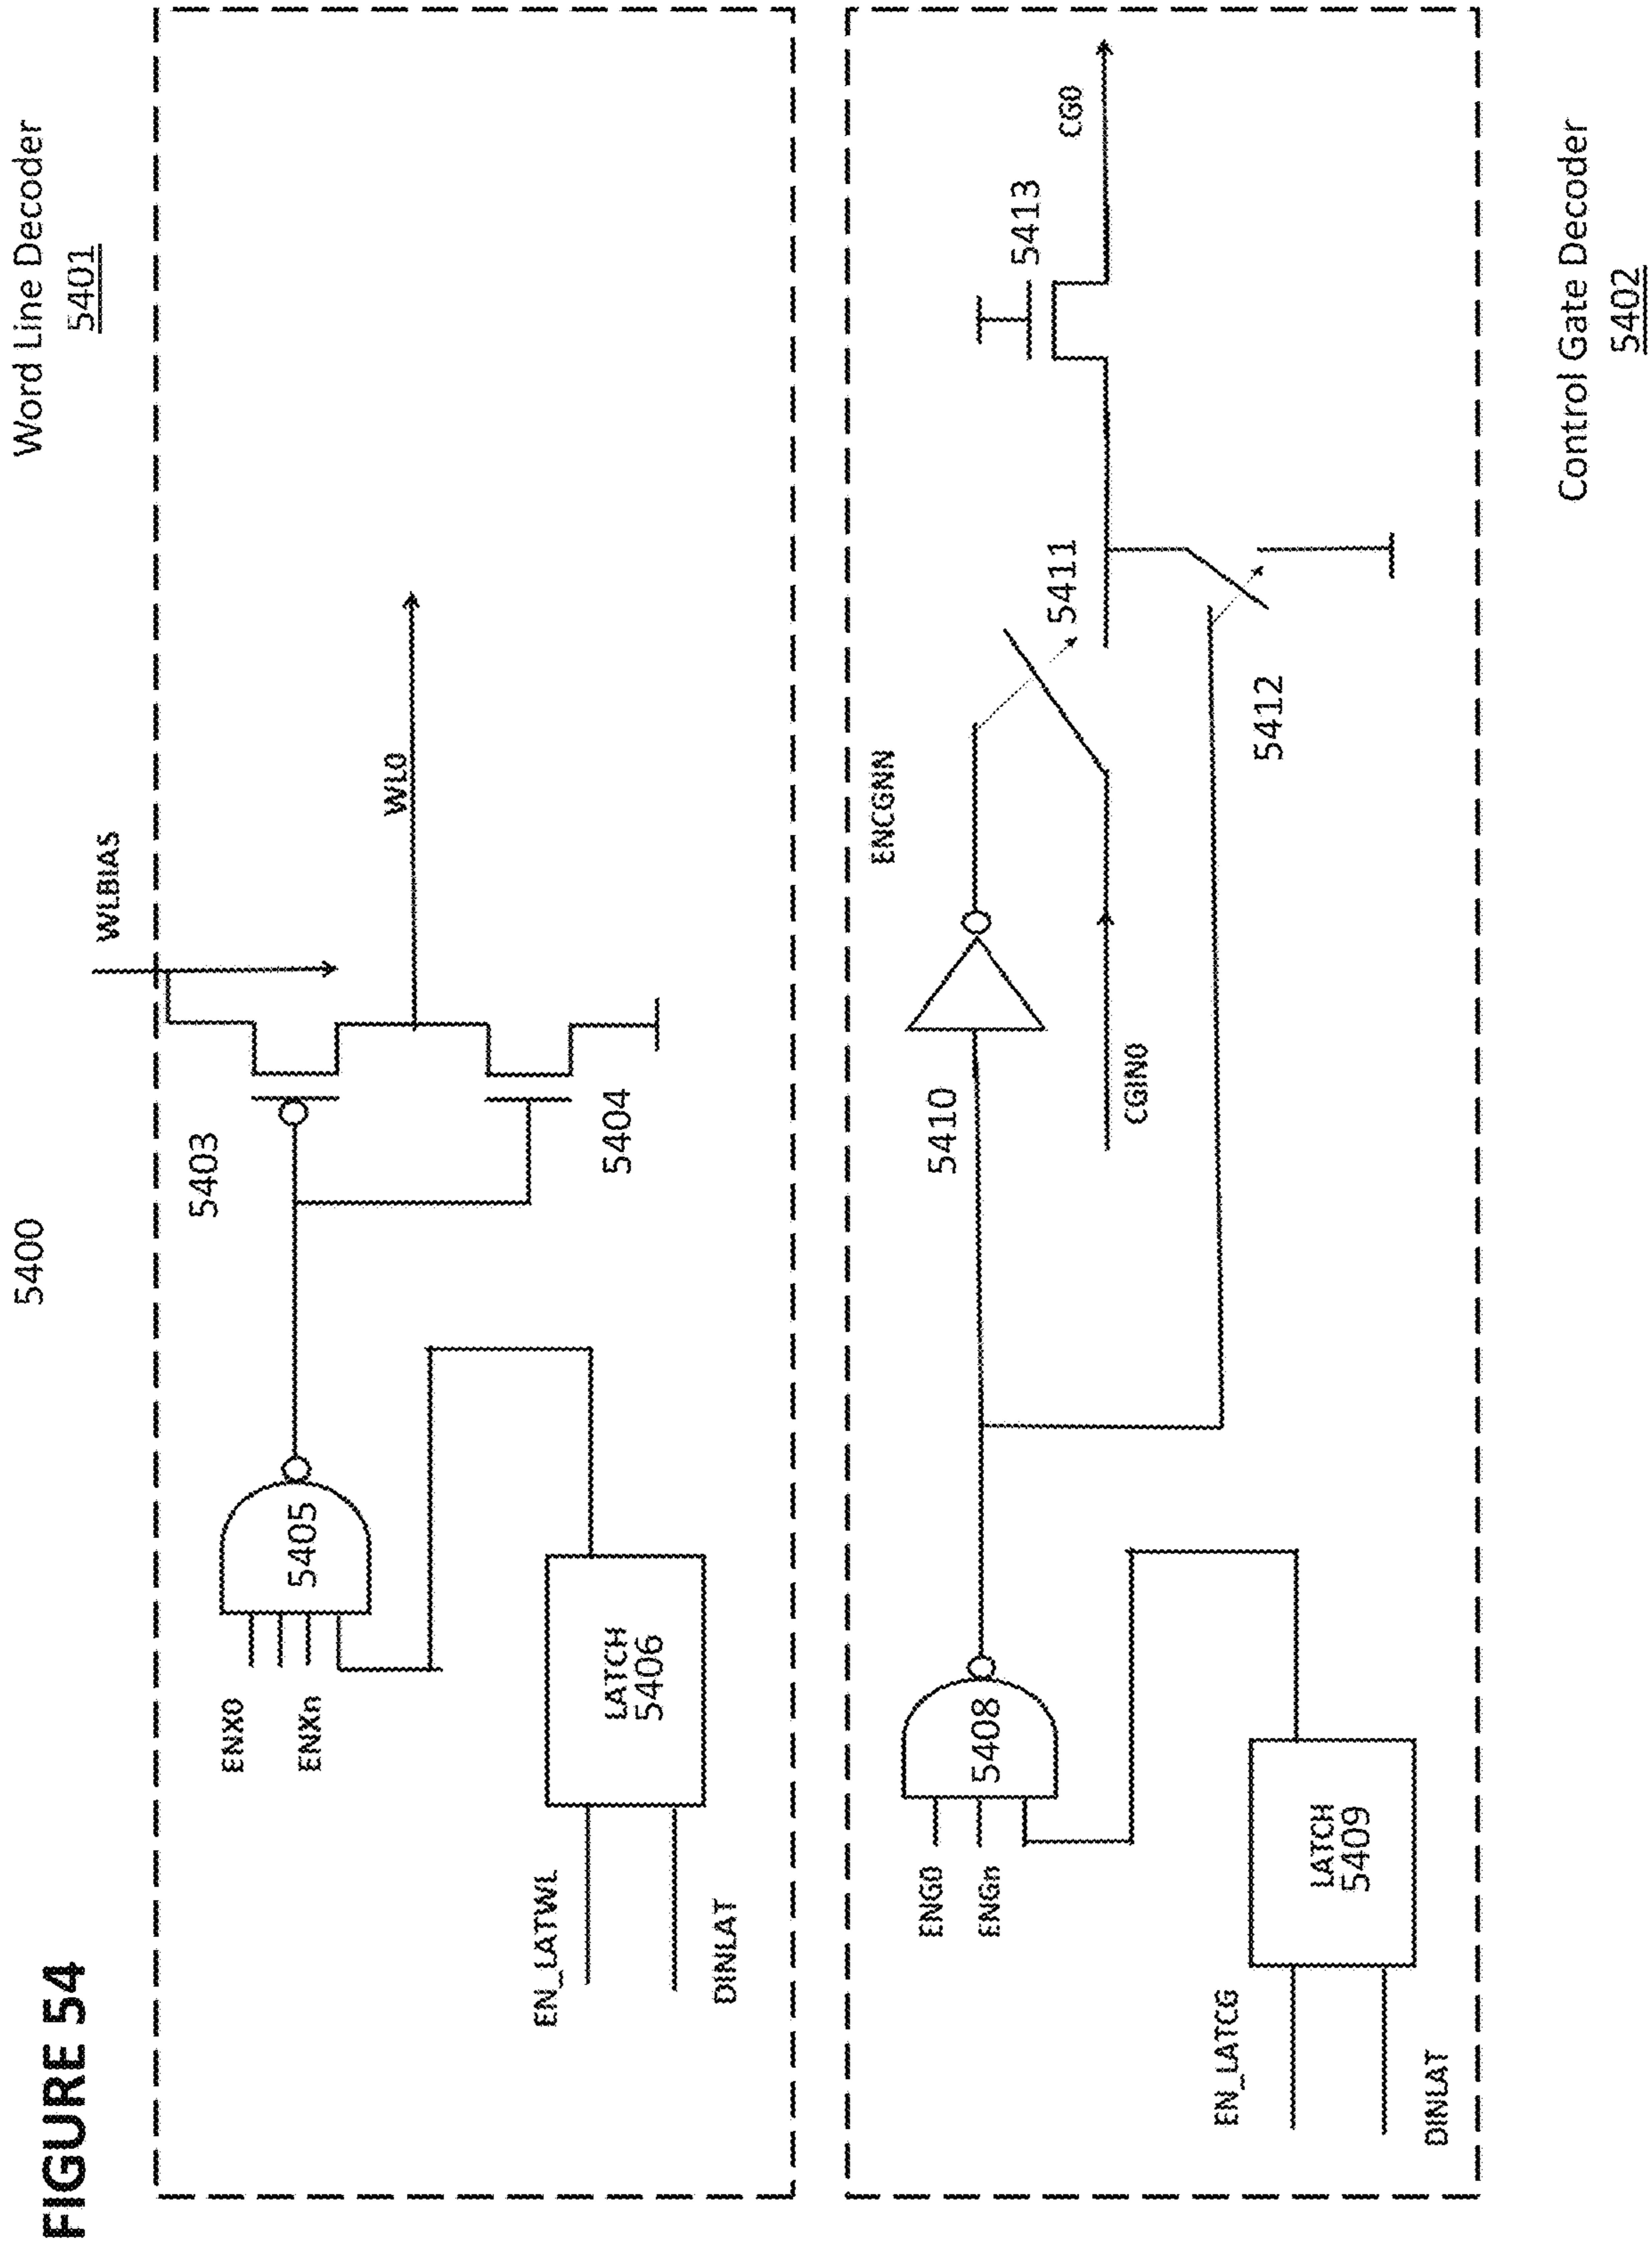 FIGURE 54
5400
Word Line Decoder
5401
WLBIAS
5403
ENX0
ENXn
5405
WL0
5404
EN_LATWL
LATCH
5406
DINLAT
ENCGNN
ENG0
ENGn
5408
5410
5411
5413
CG0
CGIN0
5412
EN_LATCG
LATCH
5409
DINLAT
Control Gate Decoder
5402